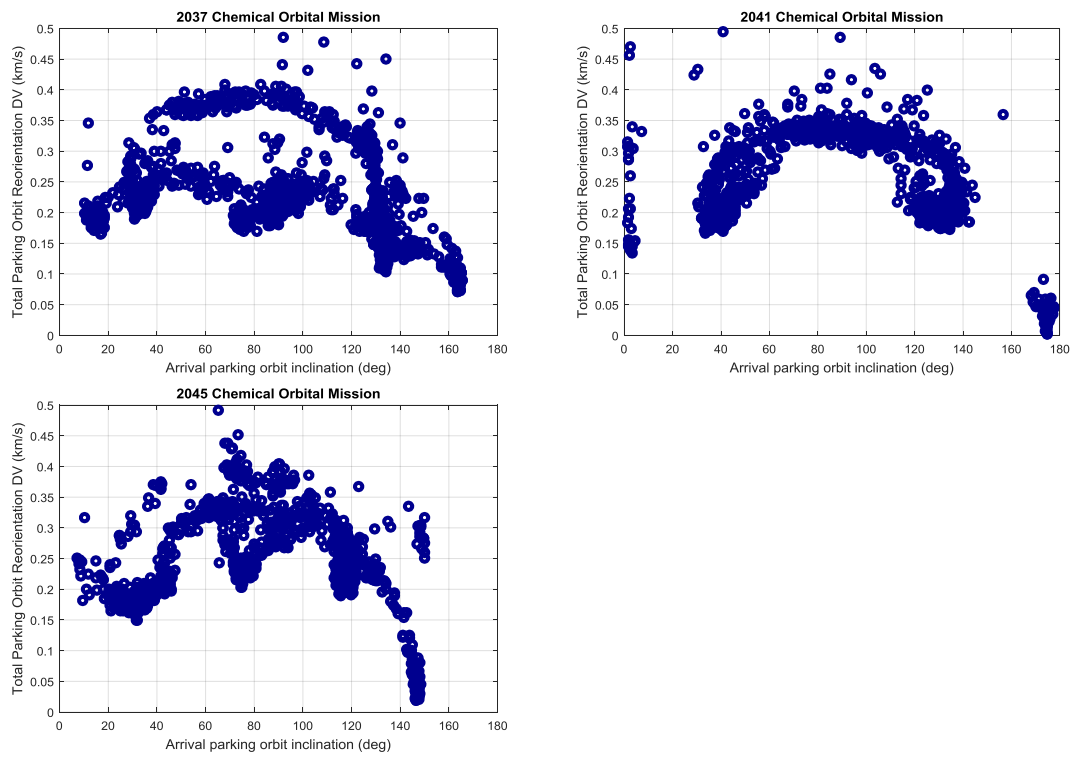 2037 Chemical Orbital Mission
Total Parking Orbit Reorientation DV (km/s)
0.5
0.45
0.4
0.35
0.3
0.25
0.2
0.15
0.1
0.05
0
0 20 40 60 80 100 120 140 160 180
Arrival parking orbit inclination (deg)
2041 Chemical Orbital Mission
Total Parking Orbit Reorientation DV (km/s)
0.5
0.45
0.4
0.35
0.3
0.25
0.2
0.15
0.1
0.05
0
0 20 40 60 80 100 120 140 160 180
Arrival parking orbit inclination (deg)
2045 Chemical Orbital Mission
Total Parking Orbit Reorientation DV (km/s)
0.5
0.45
0.4
0.35
0.3
0.25
0.2
0.15
0.1
0.05
0
0 20 40 60 80 100 120 140 160 180
Arrival parking orbit inclination (deg)